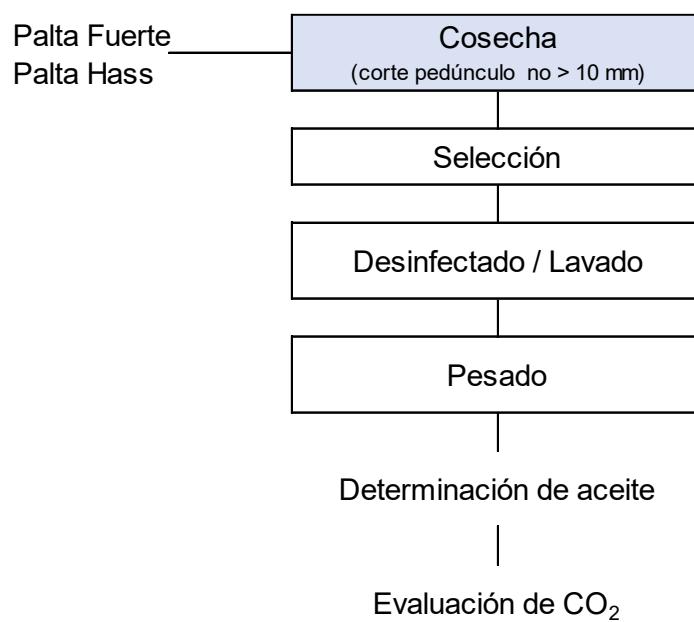 Palta Fuerte
Palta Hass
Cosecha
(corte pedúnculo no > 10 mm)
Selección
Desinfectado / Lavado
Pesado
Determinación de aceite
Evaluación de CO₂